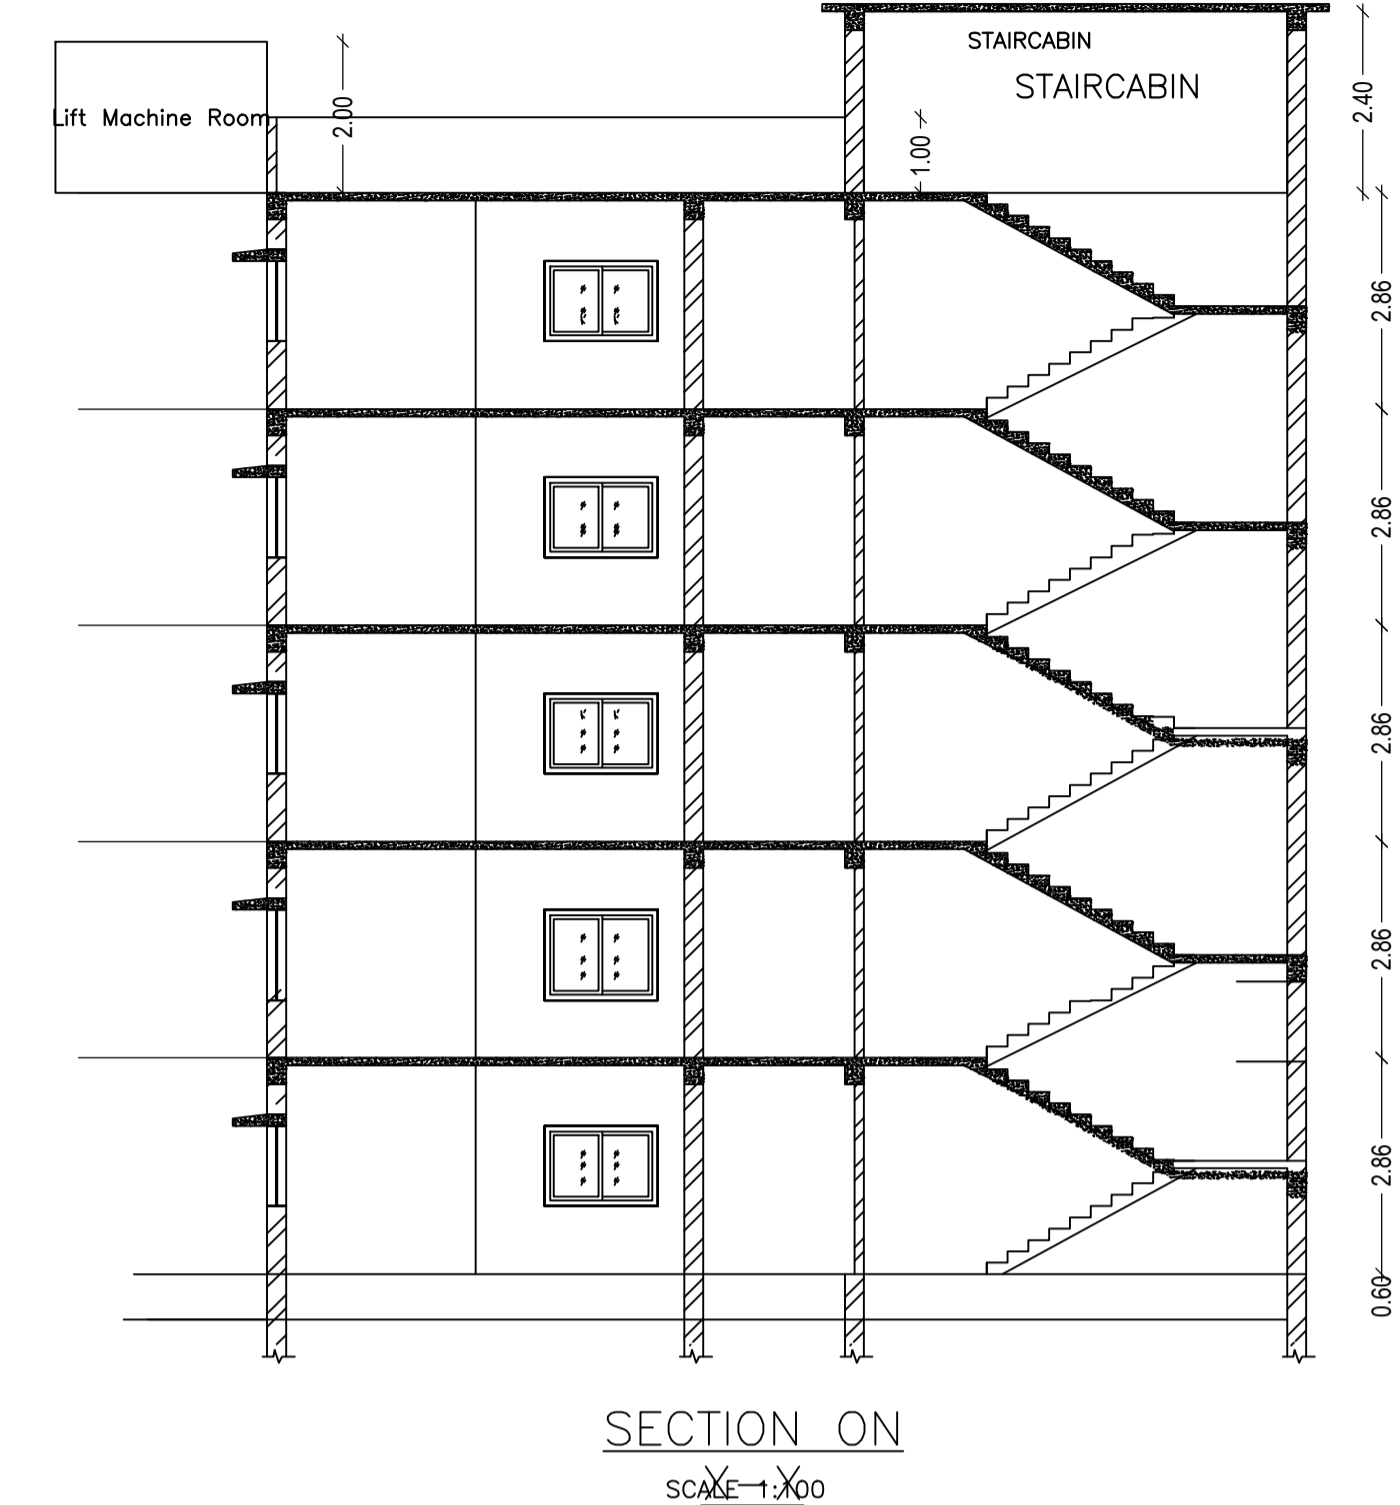 STAIRCABIN
STAIRCABIN
Lift Machine Room
2.00
1.00
2.40
2.86
2.86
2.86
2.86
2.86
0.60
SECTION ON
X-X
SCALE 1:100